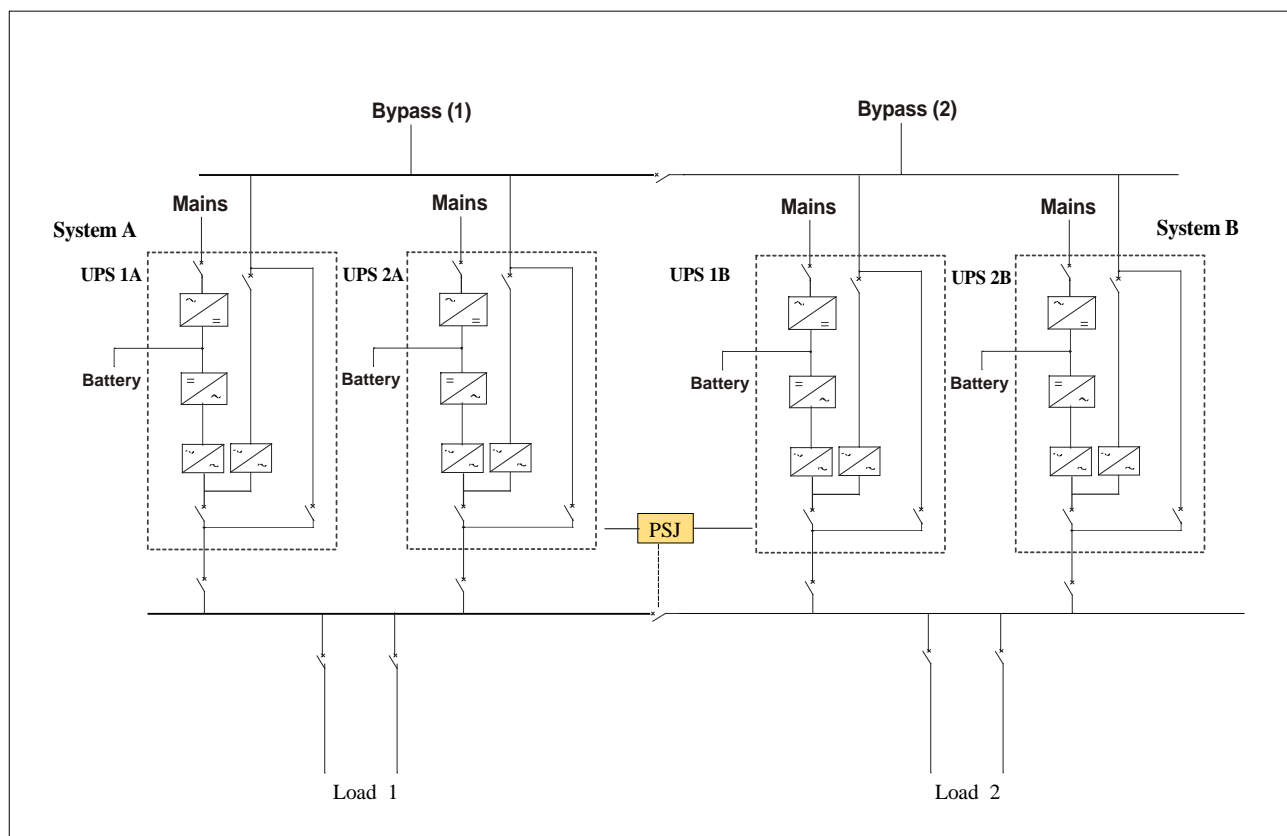 Bypass (1)
Bypass (2)
Mains
Mains
Mains
Mains
System A
System B
UPS 1A
UPS 2A
UPS 1B
UPS 2B
Battery
Battery
Battery
Battery
PSJ
Load 1
Load 2